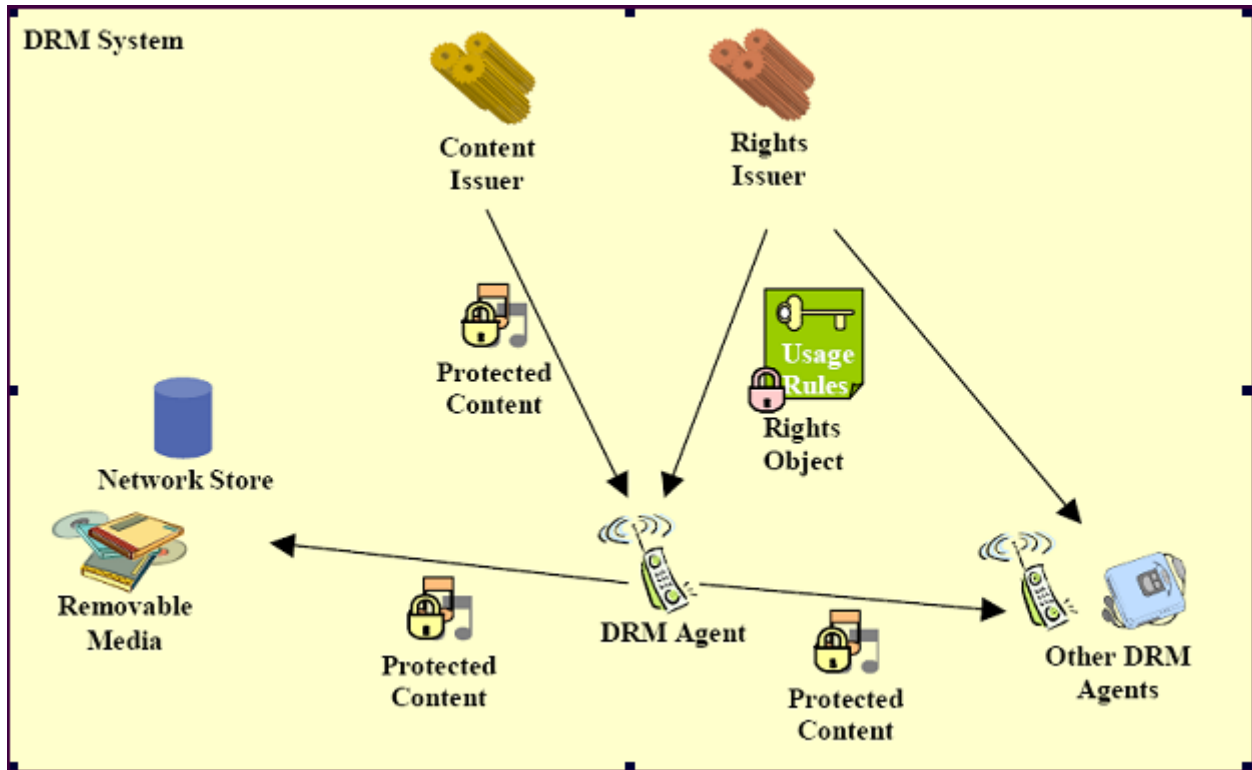 DRM System
Content
Issuer
Rights
Issuer
Protected
Content
Usage
Rules
Rights
Object
Network Store
Removable
Media
Protected
Content
DRM Agent
Protected
Content
Other DRM
Agents